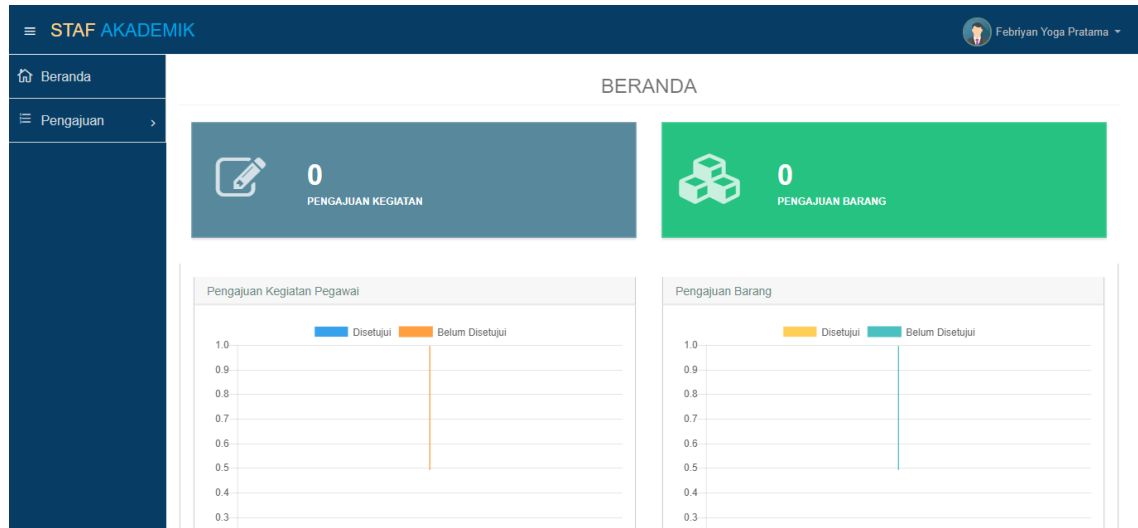 STAF AKADEMIK
Febriyan Yoga Pratama
Beranda
Pengajuan
BERANDA
0
PENGAJUAN KEGIATAN
0
PENGAJUAN BARANG
Pengajuan Kegiatan Pegawai
Disetujui Belum Disetujui
1.0
0.9
0.8
0.7
0.6
0.5
0.4
0.3
Pengajuan Barang
Disetujui Belum Disetujui
1.0
0.9
0.8
0.7
0.6
0.5
0.4
0.3